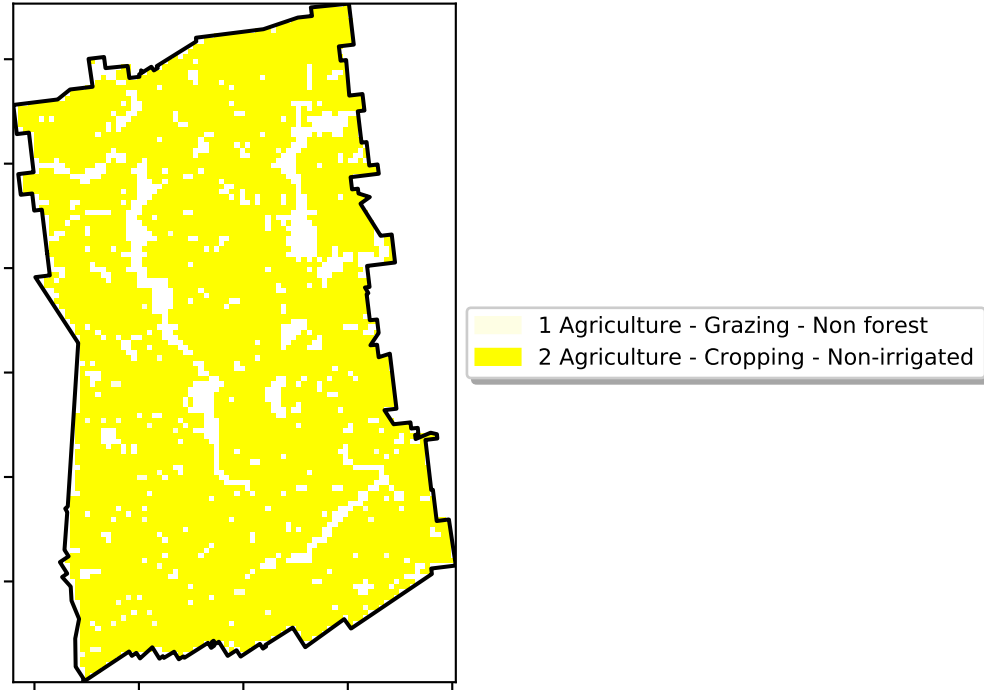 1 Agriculture - Grazing - Non forest
2 Agriculture - Cropping - Non-irrigated